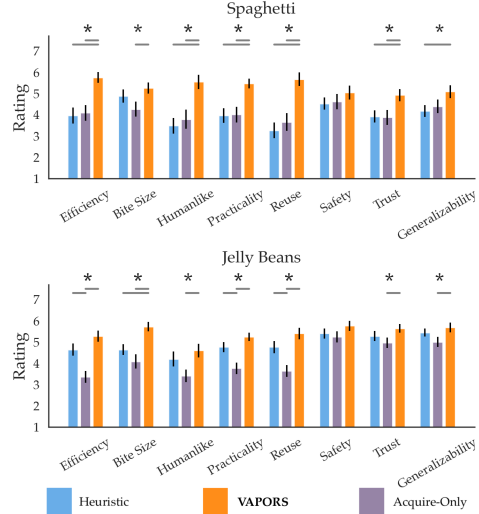 Spaghetti
* * * * * * *
7
6
5
4
3
2
1
Rating
Efficiency Bite Size Humanlike Practicality Reuse Safety Trust Generalizability
Jelly Beans
* * * * * * *
7
6
5
4
3
2
1
Rating
Efficiency Bite Size Humanlike Practicality Reuse Safety Trust Generalizability
Heuristic VAPORS Acquire-Only